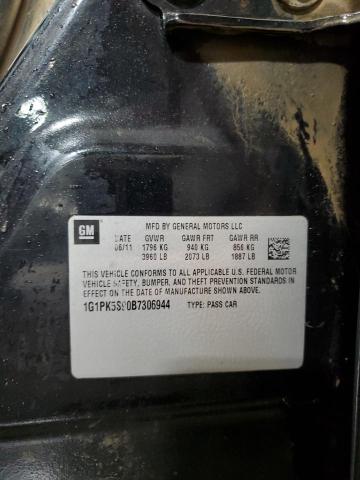 GM
MFD BY GENERAL MOTORS LLC
DATE GVWR GAWR FRT GAWR RR
06/11 1796 KG 940 KG 856 KG
3960 LB 2073 LB 1887 LB
THIS VEHICLE CONFORMS TO ALL APPLICABLE U.S. FEDERAL MOTOR
VEHICLE SAFETY, BUMPER, AND THEFT PREVENTION STANDARDS IN
EFFECT ON THE DATE OF MANUFACTURE SHOWN ABOVE.
TYPE: PASS CAR